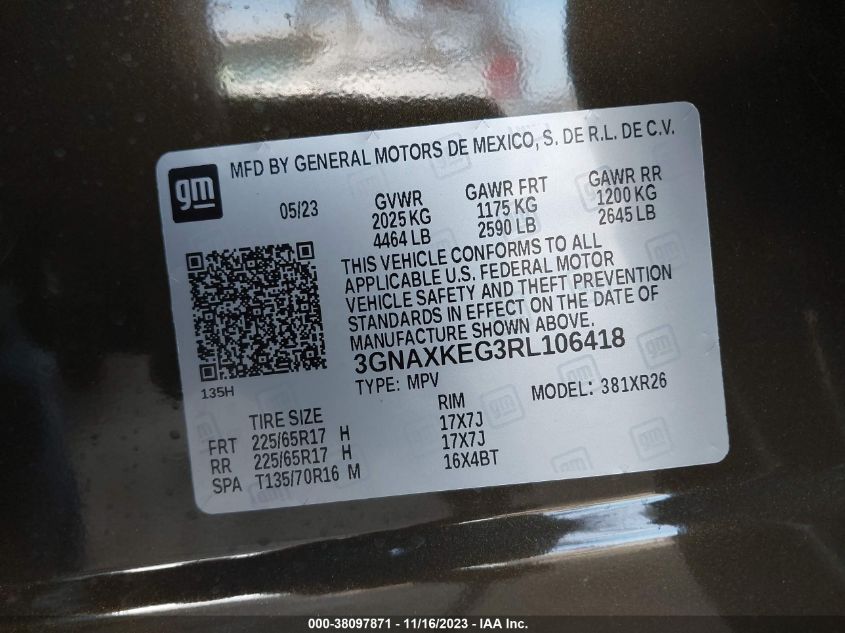 gm
MFD BY GENERAL MOTORS DE MEXICO, S. DE R.L. DE C.V.
05/23
GVWR GAWR FRT GAWR RR
2025 KG 1175 KG 1200 KG
4464 LB 2590 LB 2645 LB
THIS VEHICLE CONFORMS TO ALL
APPLICABLE U.S. FEDERAL MOTOR
VEHICLE SAFETY AND THEFT PREVENTION
STANDARDS IN EFFECT ON THE DATE OF
MANUFACTURE SHOWN ABOVE.
3GNAXKEG3RL106418
135H
TYPE: MPV MODEL: 381XR26
TIRE SIZE RIM
FRT 225/65R17 H 17X7J
RR 225/65R17 H 17X7J
SPA T135/70R16 M 16X4BT
000-38097871 - 11/16/2023 - IAA Inc.